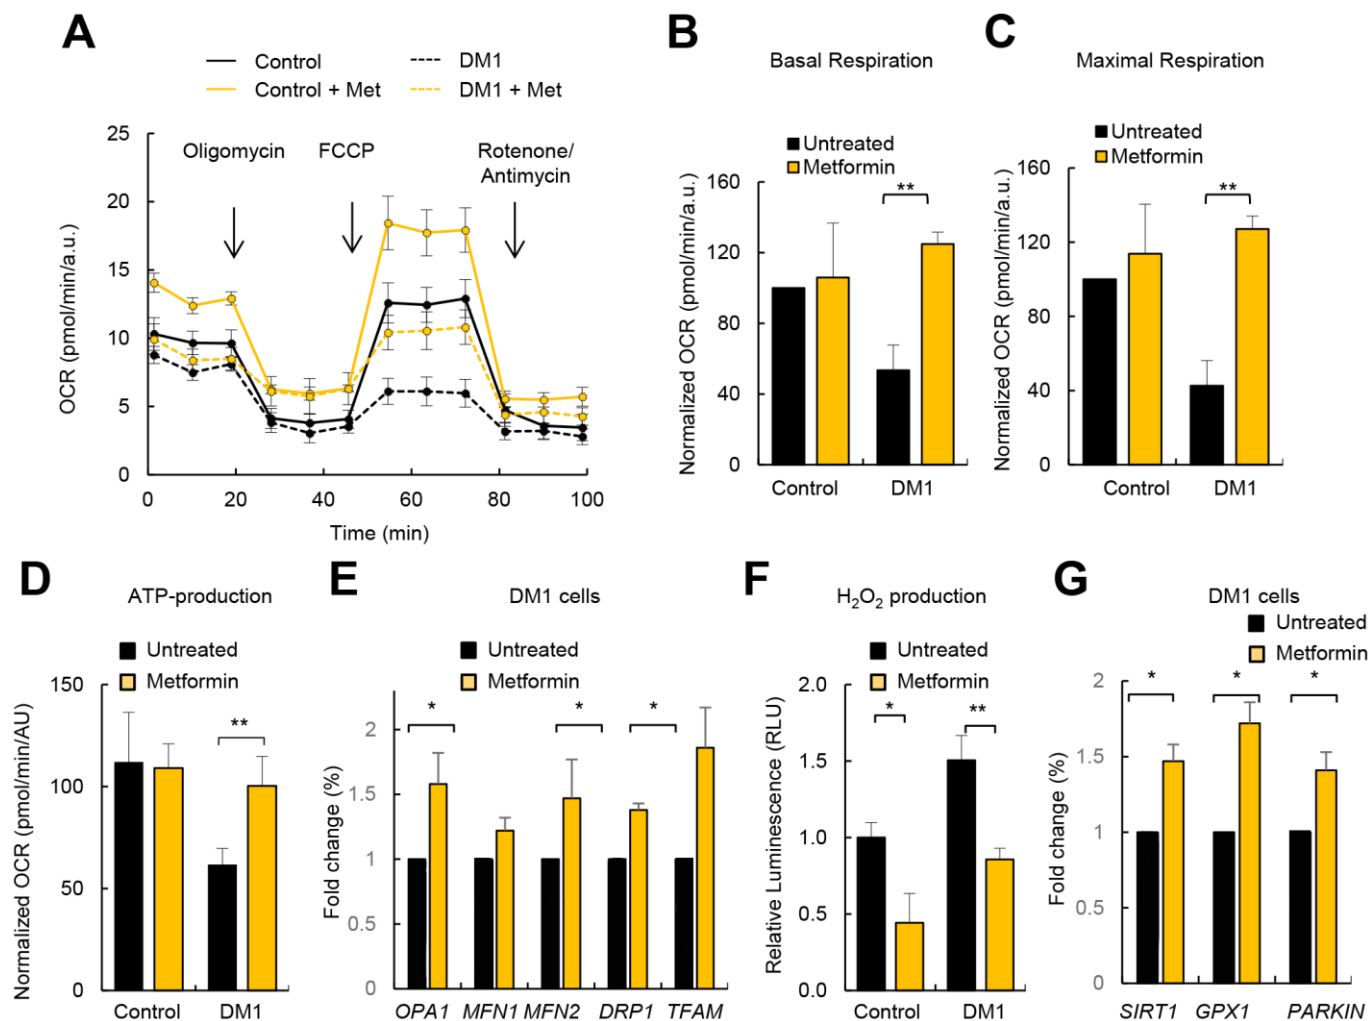 A
Control
DM1
Control + Met
DM1 + Met
25
20
15
10
5
0
OCR (pmol/min/a.u.)
Oligomycin
FCCP
Rotenone/
Antimycin
0 20 40 60 80 100
Time (min)
B
Basal Respiration
Untreated
Metformin
**
160
120
80
40
0
Normalized OCR (pmol/min/a.u.)
Control DM1
C
Maximal Respiration
Untreated
Metformin
**
160
120
80
40
0
Normalized OCR (pmol/min/a.u.)
Control DM1
D
ATP-production
Untreated
Metformin
**
150
100
50
0
Normalized OCR (pmol/min/AU)
Control DM1
E
DM1 cells
Untreated
Metformin
* * *
2
1.5
1
0.5
0
Fold change (%)
OPA1 MFN1 MFN2 DRP1 TFAM
F
H2O2 production
Untreated
Metformin
* **
2.0
1.5
1.0
0.5
0.0
Relative Luminescence (RLU)
Control DM1
G
DM1 cells
Untreated
Metformin
* * *
2
1.5
1
0.5
0
Fold change (%)
SIRT1 GPX1 PARKIN